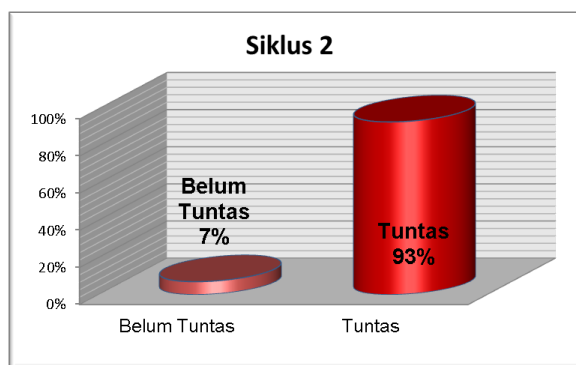 Siklus 2
100%
80%
60%
40%
20%
0%
Belum
Tuntas
7%
Tuntas
93%
Belum Tuntas
Tuntas